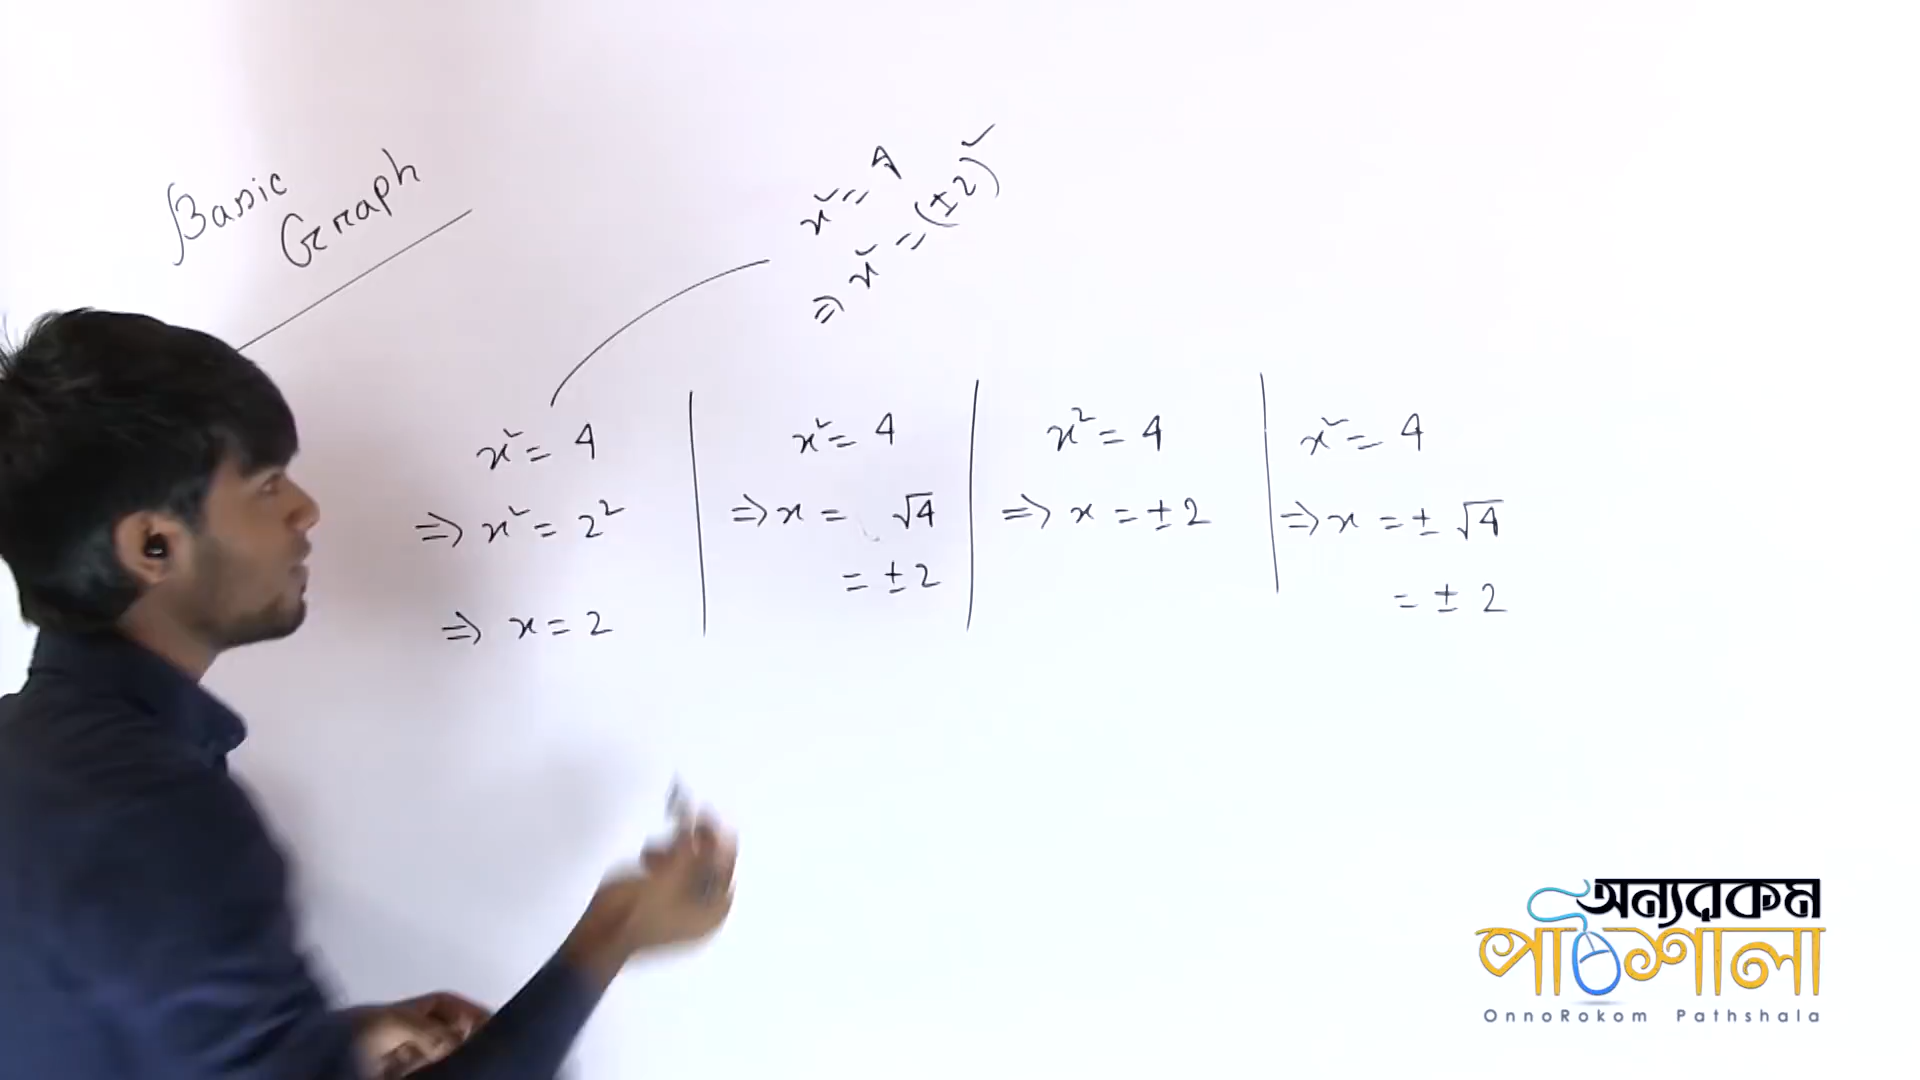 Basic
Graph
x² = 4
⇒ x² = (±2)²
x² = 4
⇒ x² = 2²
⇒ x = 2
x² = 4
⇒ x = √4
= ±2
x² = 4
⇒ x = ±2
x² = 4
⇒ x = ± √4
= ± 2
অন্যরকম
পাঠশালা
OnnoRokom Pathshala